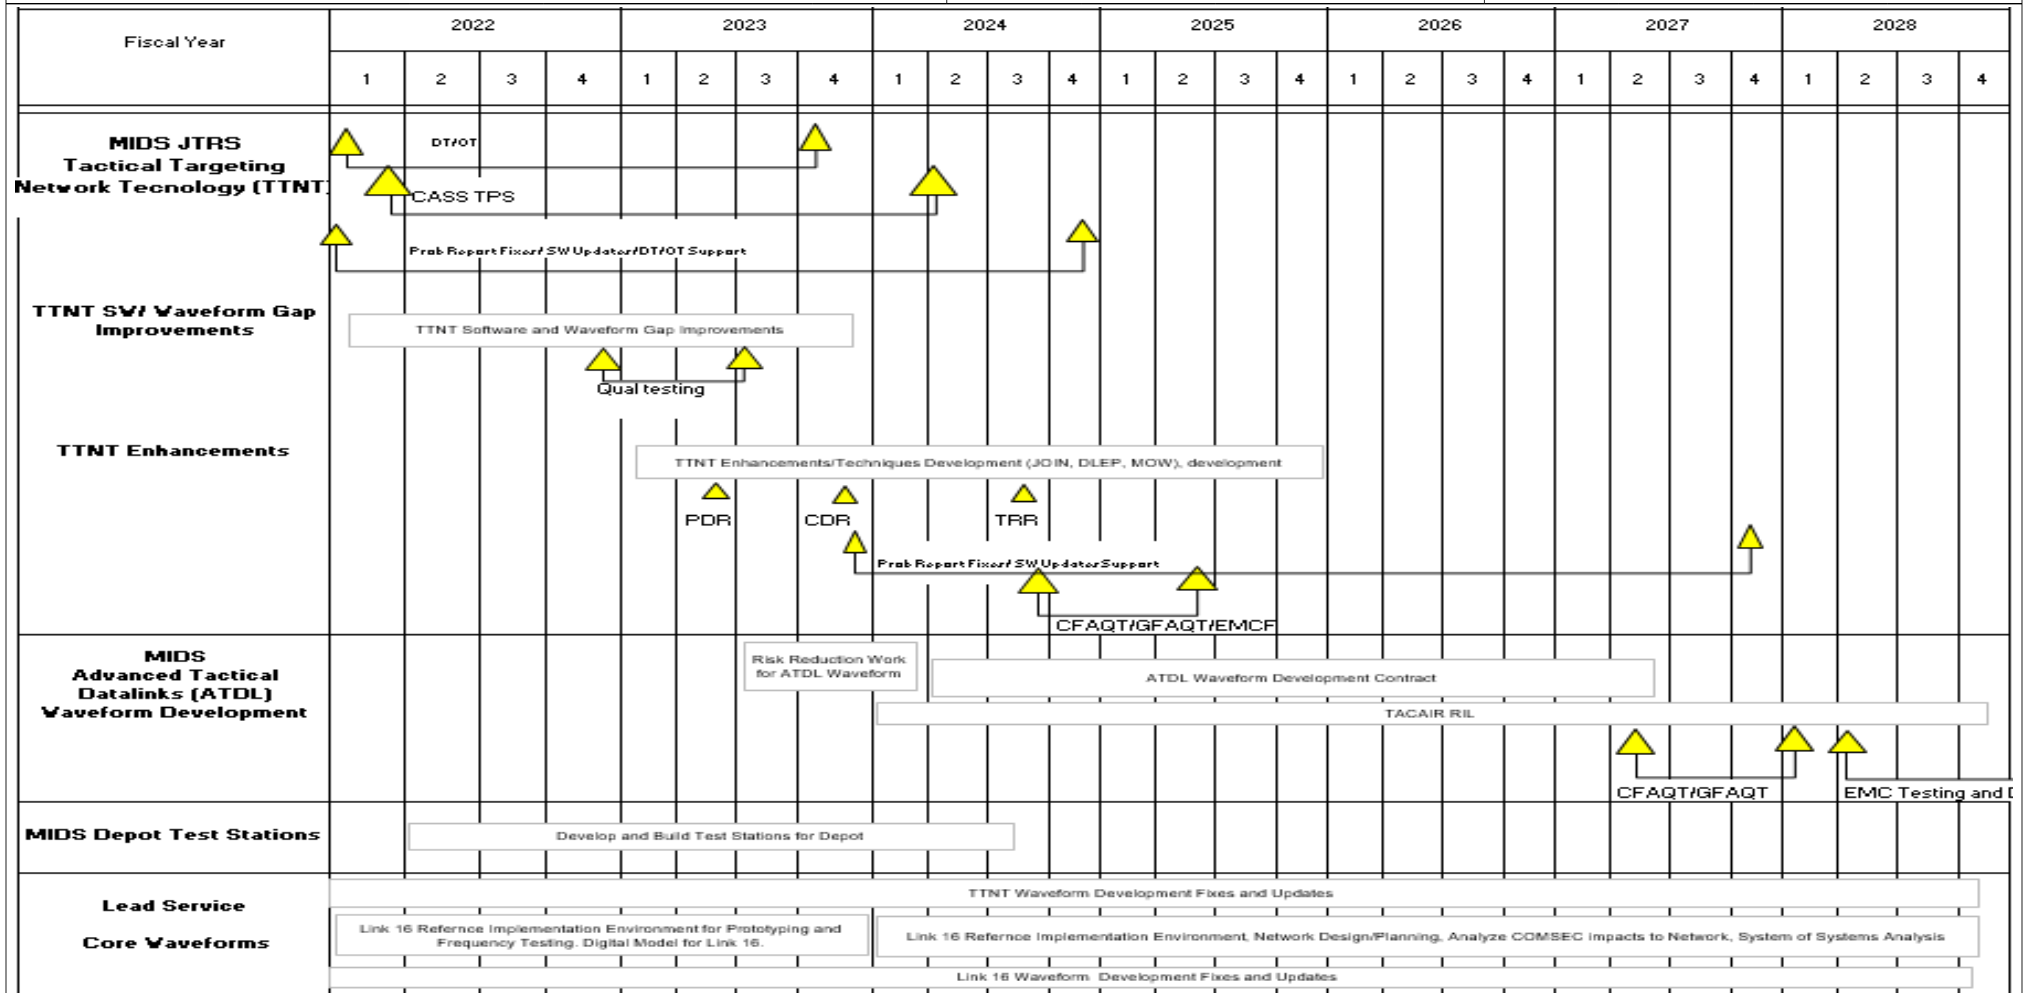 Fiscal Year
2022 2023 2024 2025 2026 2027 2028
1 2 3 4 1 2 3 4 1 2 3 4 1 2 3 4 1 2 3 4 1 2 3 4 1 2 3 4
MIDS JTRS
Tactical Targeting
Network Tecnology (TTNT)
DT/OT
CASS TPS
Prob Report Fixes/ SW Updates/DT/OT Support
TTNT SW/ Waveform Gap
Improvements
TTNT Software and Waveform Gap Improvements
Qual testing
TTNT Enhancements
TTNT Enhancements/Techniques Development (JOIN, DLEP, MOW), development
PDR
CDR
TRR
Prob Report Fixes/ SW Updates Support
CFAQT/GFAQT/EMCF
MIDS
Advanced Tactical
Datalinks (ATDL)
Waveform Development
Risk Reduction Work
for ATDL Waveform
ATDL Waveform Development Contract
TACAIR RIL
CFAQT/GFAQT
EMC Testing and
MIDS Depot Test Stations
Develop and Build Test Stations for Depot
Lead Service
Core Waveforms
TTNT Waveform Development Fixes and Updates
Link 16 Refernce Implementation Environment for Prototyping and
Frequency Testing. Digital Model for Link 16.
Link 16 Refernce Implementation Environment, Network Design/Planning, Analyze COMSEC impacts to Network, System of Systems Analysis
Link 16 Waveform Development Fixes and Updates